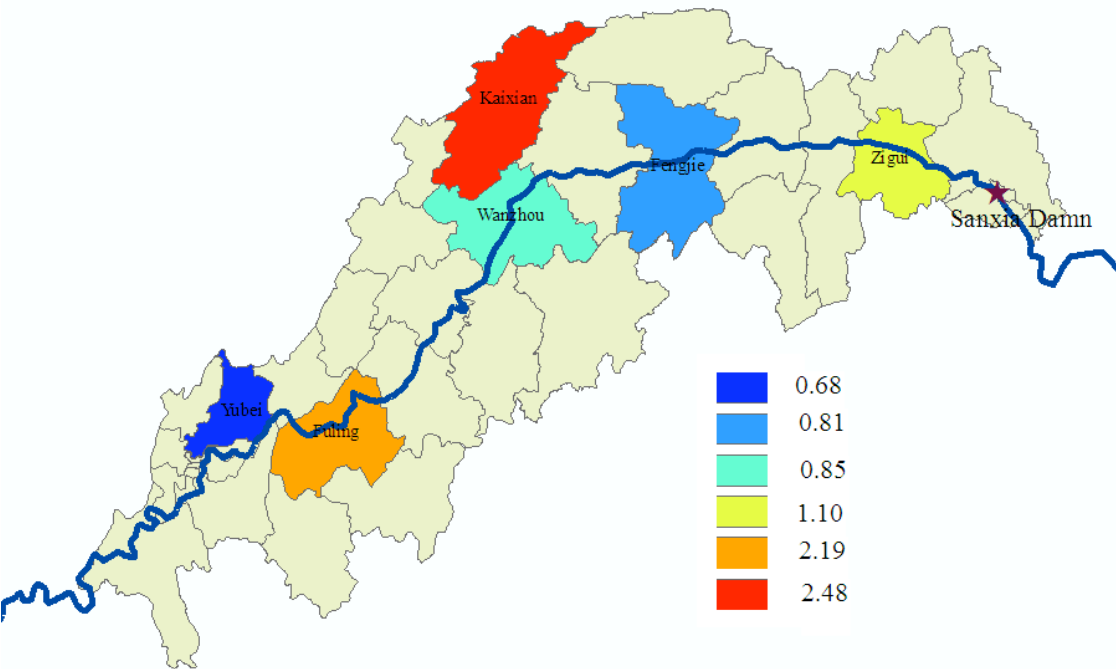 Kaixian
Fengjie
Zigui
Wanzhou
Sanxia Damn
Yubei
Fuling
0.68
0.81
0.85
1.10
2.19
2.48